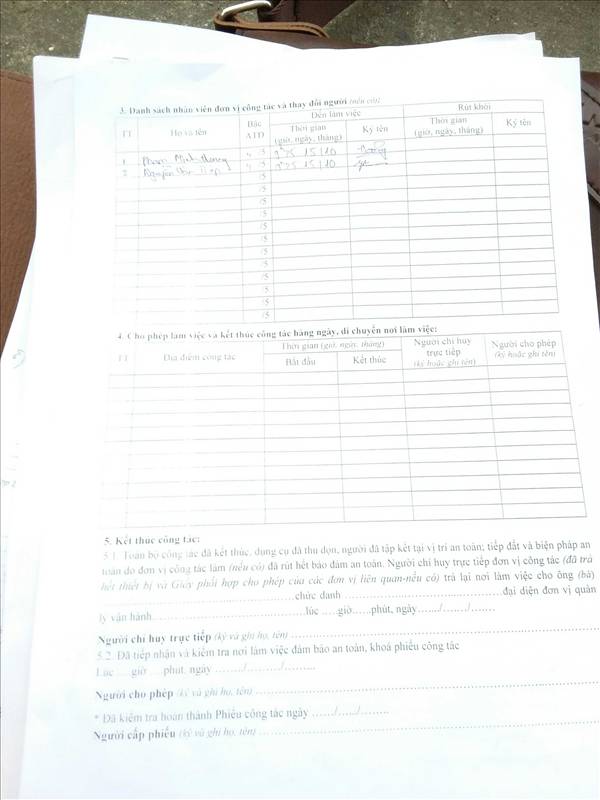 3. Danh sách nhân viên đơn vị công tác và thay đổi người (nếu có):
TT Họ và tên Bậc ATĐ Đến làm việc Rút khỏi
Thời gian (giờ, ngày, tháng) Ký tên Thời gian (giờ, ngày, tháng) Ký tên
1 Phạm Minh /5 15/10
2 Nguyễn /5 15/10
/5
/5
/5
/5
/5
/5
/5
/5
/5
/5
/5
/5
4. Cho phép làm việc và kết thúc công tác hàng ngày, di chuyển nơi làm việc:
TT Địa điểm công tác Thời gian (giờ, ngày, tháng) Người chỉ huy trực tiếp (ký hoặc ghi tên) Người cho phép (ký hoặc ghi tên)
Bắt đầu Kết thúc
5. Kết thúc công tác:
5.1. Toàn bộ công tác đã kết thúc, dụng cụ đã thu dọn, người đã tập kết tại vị trí an toàn; tiếp đất và biện pháp an
toàn do đơn vị công tác làm (nếu có) đã rút hết bảo đảm an toàn. Người chỉ huy trực tiếp đơn vị công tác (đã trả
hết thiết bị và Giấy phối hợp cho phép của các đơn vị liên quan-nếu có) trả lại nơi làm việc cho ông (bà)
.......... chức danh .......... đại diện đơn vị quản
lý vận hành .......... lúc .....giờ.....phút, ngày....../....../......
Người chỉ huy trực tiếp (ký và ghi họ, tên) ..........
5.2. Đã tiếp nhận và kiểm tra nơi làm việc đảm bảo an toàn, khoá phiếu công tác
Lúc .....giờ .....phút, ngày ....../....../......
Người cho phép (ký và ghi họ, tên) ..........
* Đã kiểm tra hoàn thành Phiếu công tác ngày ....../....../......
Người cấp phiếu (ký và ghi họ, tên) ..........